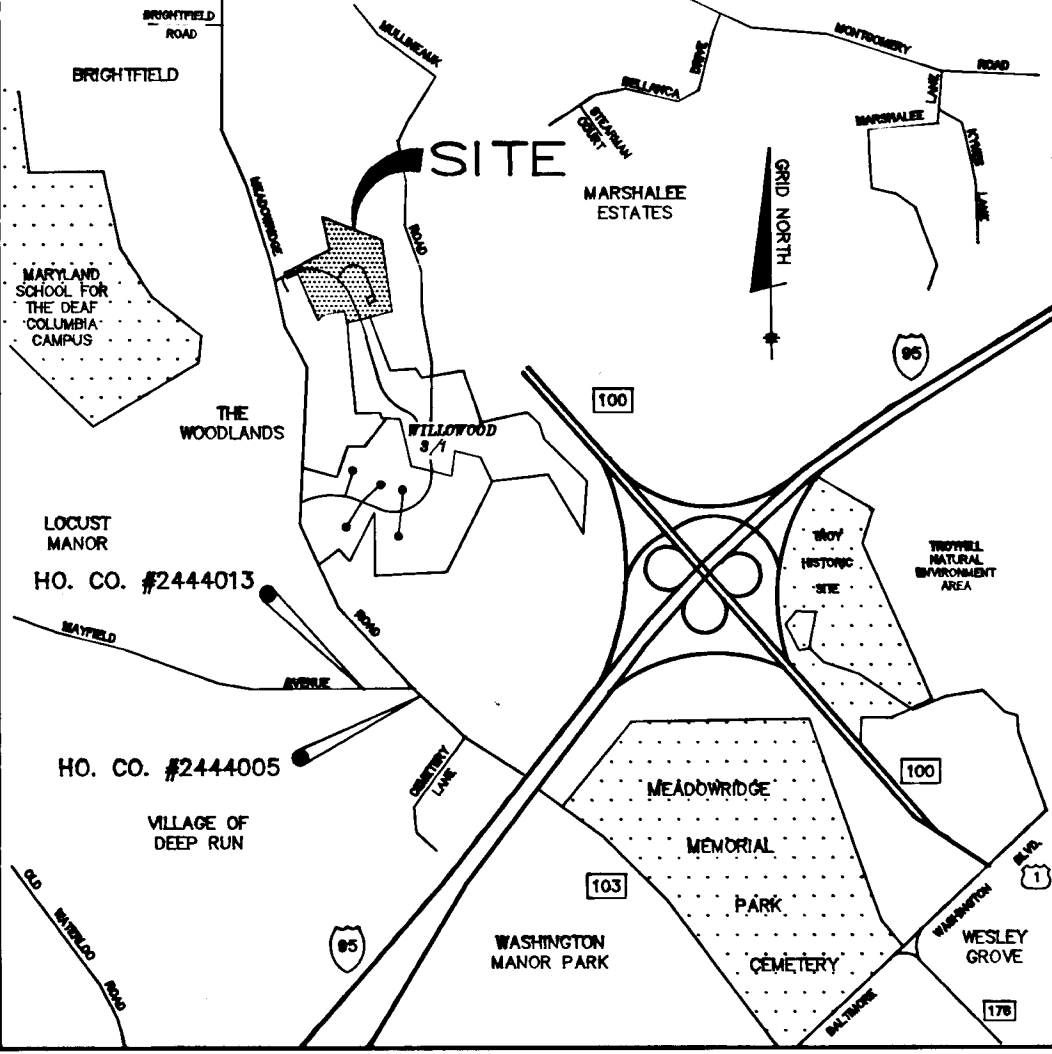 BRIGHTFIELD
ROAD
BRIGHTFIELD
MULLINEAUX
ROAD
SITE
MONTGOMERY
ROAD
BELLANCA
DRIVE
STEARMAN
COURT
MARSHALEE
LANE
KYNES
LANE
MARSHALEE
ESTATES
GRID NORTH
MEADOWRIDGE
MARYLAND
SCHOOL FOR
THE DEAF
COLUMBIA
CAMPUS
95
100
THE
WOODLANDS
WILLOWOOD
3/1
LOCUST
MANOR
HO. CO. #2444013
TROY
HISTORIC
SITE
TROYHILL
NATURAL
ENVIRONMENT
AREA
MAYFIELD
AVENUE
ROAD
HO. CO. #2444005
CEMETERY
LANE
VILLAGE OF
DEEP RUN
MEADOWRIDGE
MEMORIAL
PARK
CEMETERY
100
103
OLD
WATERLOO
ROAD
95
WASHINGTON
MANOR PARK
BALTIMORE
WASHINGTON
BLVD.
1
WESLEY
GROVE
176